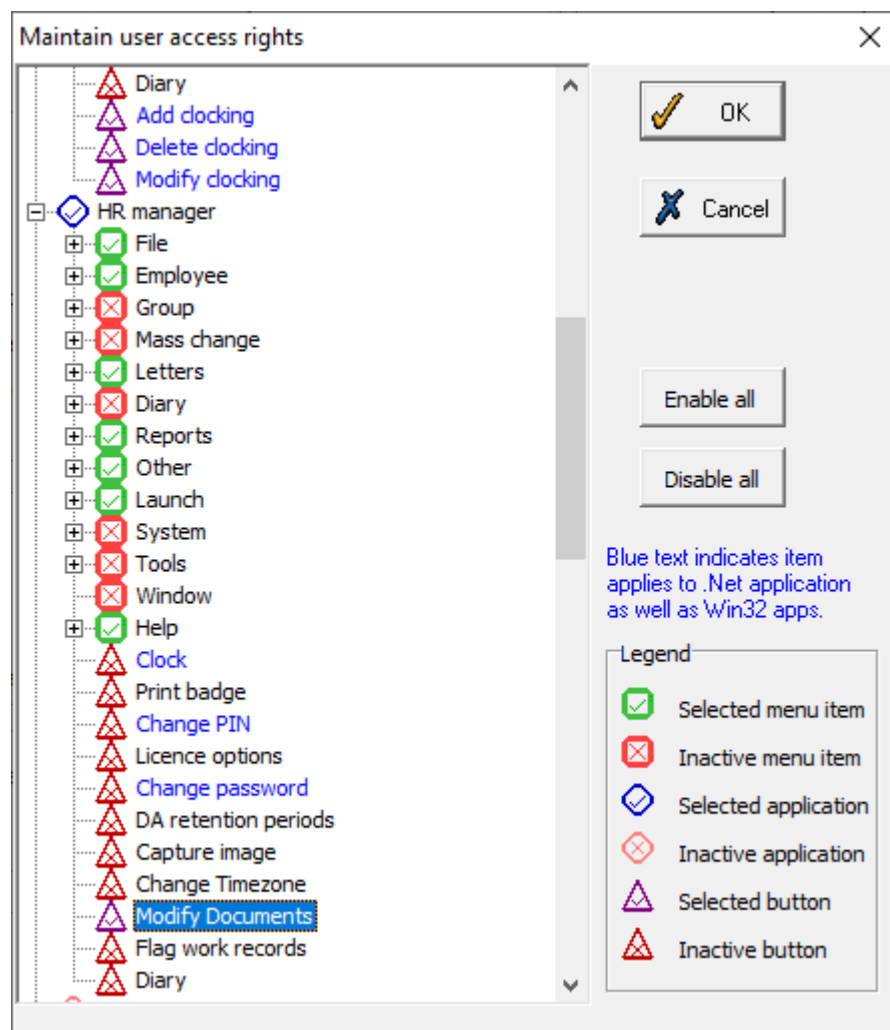 Maintain user access rights
Diary
Add clocking
Delete clocking
Modify clocking
HR manager
File
Employee
Group
Mass change
Letters
Diary
Reports
Other
Launch
System
Tools
Window
Help
Clock
Print badge
Change PIN
Licence options
Change password
DA retention periods
Capture image
Change Timezone
Modify Documents
Flag work records
Diary
OK
Cancel
Enable all
Disable all
Blue text indicates item
applies to .Net application
as well as Win32 apps.
Legend
Selected menu item
Inactive menu item
Selected application
Inactive application
Selected button
Inactive button